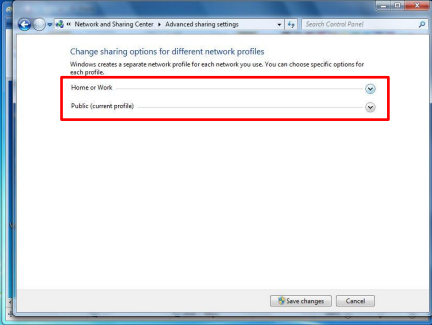 « Network and Sharing Center ▸ Advanced sharing settings
Search Control Panel
Change sharing options for different network profiles
Windows creates a separate network profile for each network you use. You can choose specific options for
each profile.
Home or Work
Public (current profile)
Save changes
Cancel